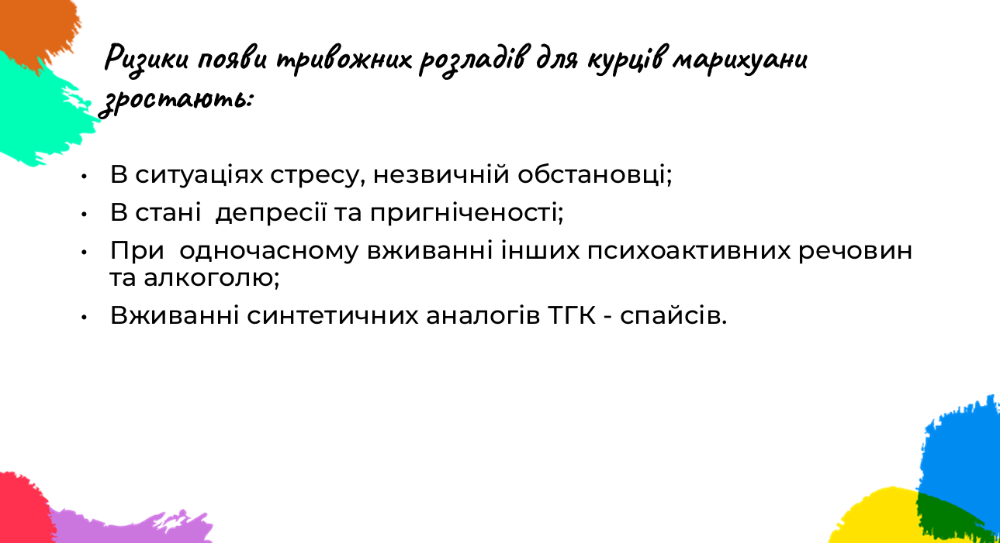 Ризики появи тривожних розладів для курців марихуани
зростають:
• В ситуаціях стресу, незвичній обстановці;
• В стані  депресії та пригніченості;
• При  одночасному вживанні інших психоактивних речовин
та алкоголю;
• Вживанні синтетичних аналогів ТГК - спайсів.